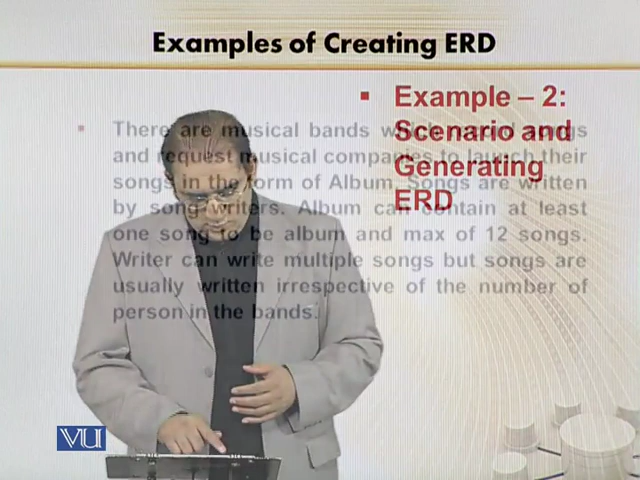 Examples of Creating ERD
▪ Example – 2:
Scenario and
Generating
ERD
▪ There are musical bands which record songs
and request musical companies to launch their
songs in the form of Album. Songs are written
by song writers. Album can contain at least
one song to be album and max of 12 songs.
Writer can write multiple songs but songs are
usually written irrespective of the number of
person in the bands.
VU